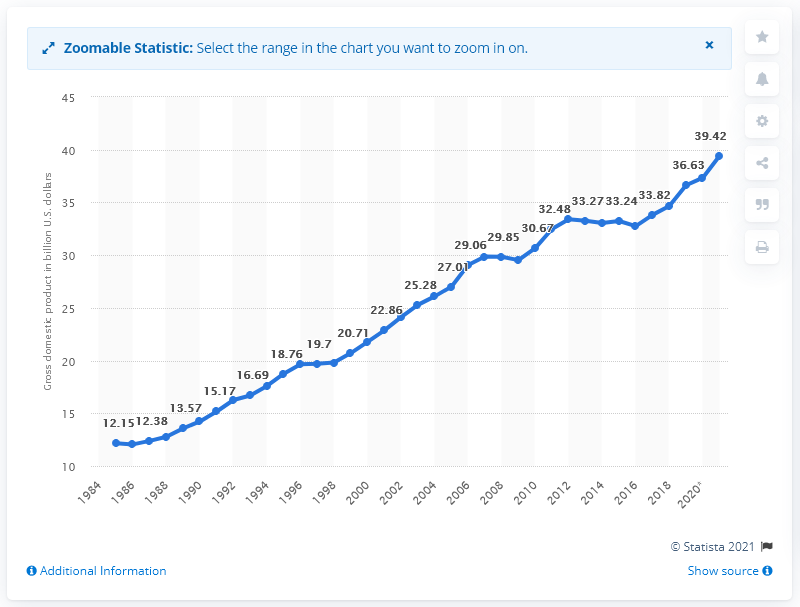 Zoomable Statistic: Select the range in the chart you want to zoom in on.
×
Gross domestic product in billion U.S. dollars
45
40
35
30
25
20
15
10
12.15 12.38 13.57 15.17 16.69 18.76 19.7 20.71 22.86 25.28 27.01 29.06 29.85 30.67 32.48 33.27 33.24 33.82 36.63 39.42
1984 1986 1988 1990 1992 1994 1996 1998 2000 2002 2004 2006 2008 2010 2012 2014 2016 2018 2020*
© Statista 2021
Additional Information
Show source